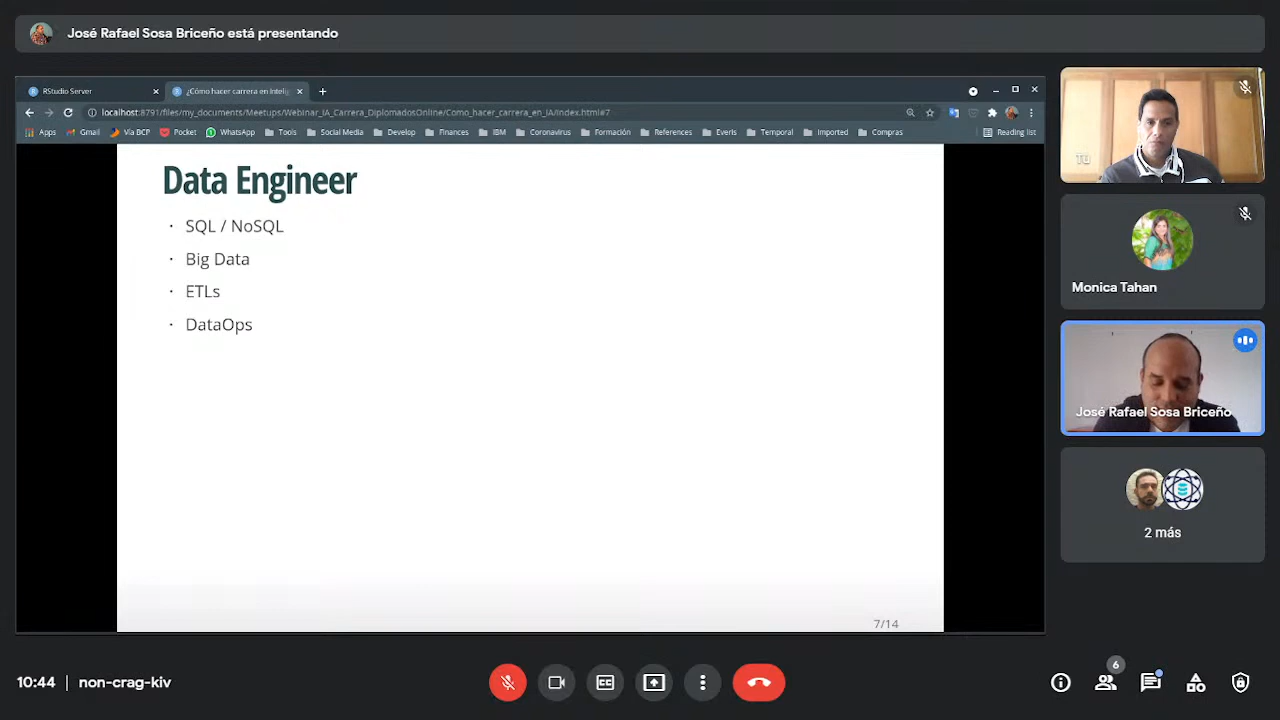 José Rafael Sosa Briceño está presentando
RStudio Server
¿Cómo hacer carrera en Intelig
localhost:8791/files/my_documents/Meetups/Webinar_IA_Carrera_DiplomadosOnline/Como_hacer_carrera_en_IA/index.html#7
Apps Gmail Vía BCP Pocket WhatsApp Tools Social Media Develop Finances IBM Coronavirus Formación References Everis Temporal Imported Compras Reading list
Data Engineer
· SQL / NoSQL
· Big Data
· ETLs
· DataOps
7/14
Tú
Monica Tahan
José Rafael Sosa Briceño
2 más
10:44 | non-crag-kiv
6